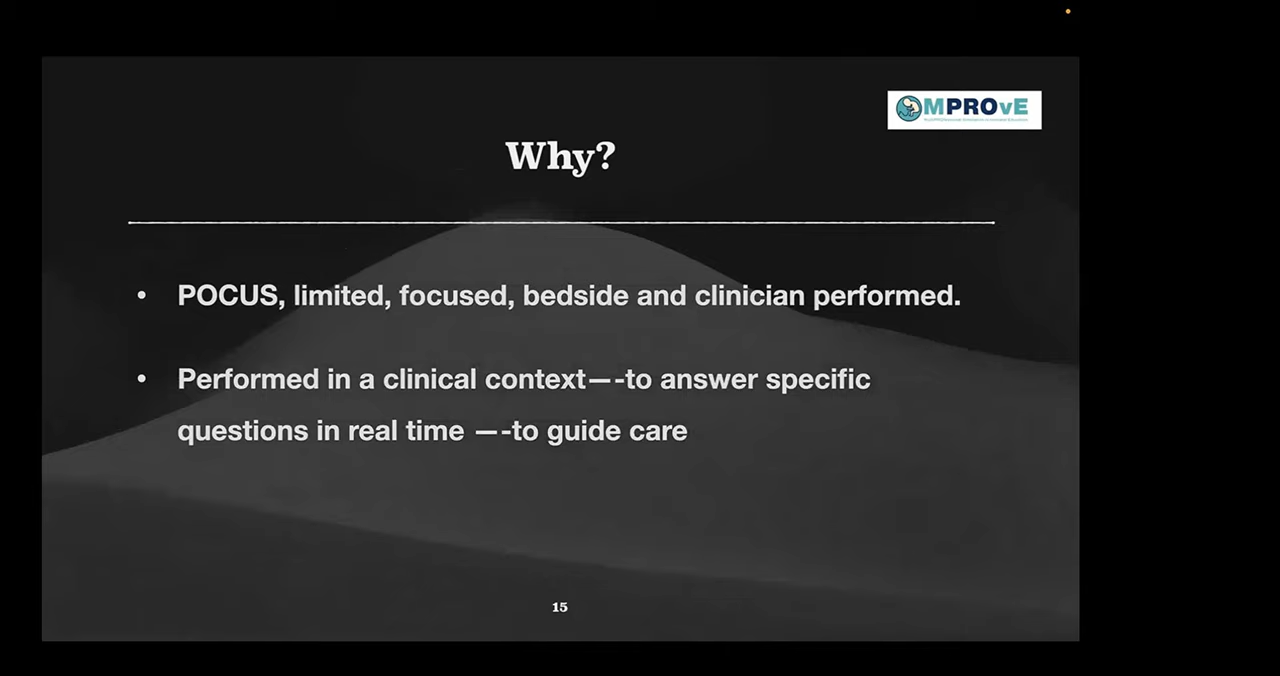 MPROvE
Why?
• POCUS, limited, focused, bedside and clinician performed.
• Performed in a clinical context—-to answer specific
questions in real time —-to guide care
15